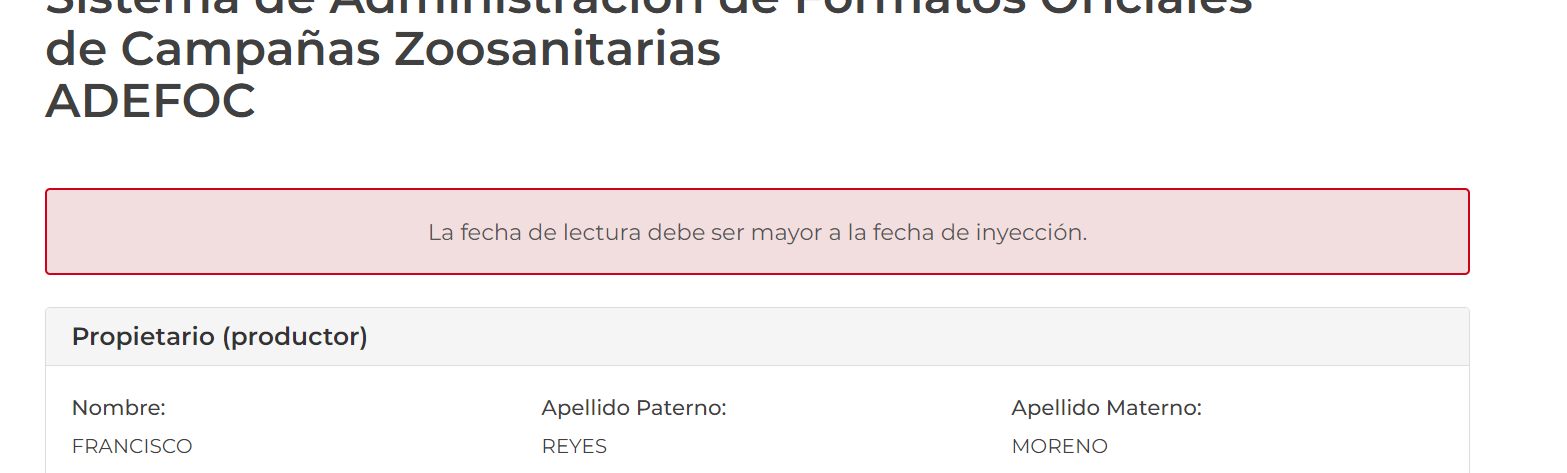 Sistema de Administración de Formatos Oficiales
de Campañas Zoosanitarias
ADEFOC
La fecha de lectura debe ser mayor a la fecha de inyección.
Propietario (productor)
Nombre: Apellido Paterno: Apellido Materno:
FRANCISCO REYES MORENO